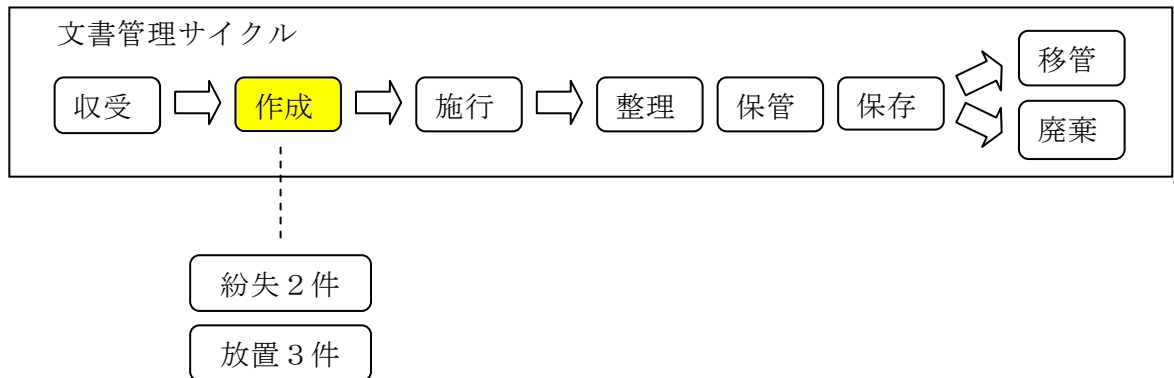 文書管理サイクル
収受
作成
施行
整理
保管
保存
移管
廃棄
紛失２件
放置３件